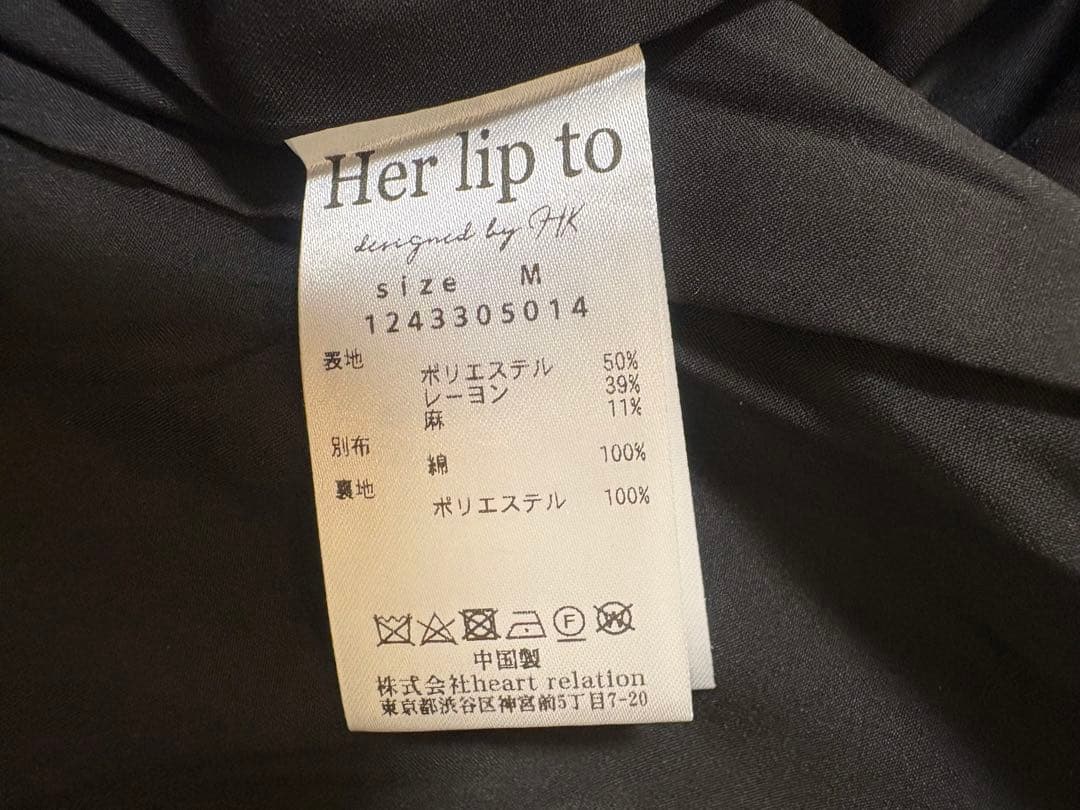 Her lip to
designed by HK
size M
1243305014
表地
ポリエステル 50%
レーヨン 39%
麻 11%
別布
綿 100%
裏地
ポリエステル 100%
F W
中国製
株式会社heart relation
東京都渋谷区神宮前5丁目7-20